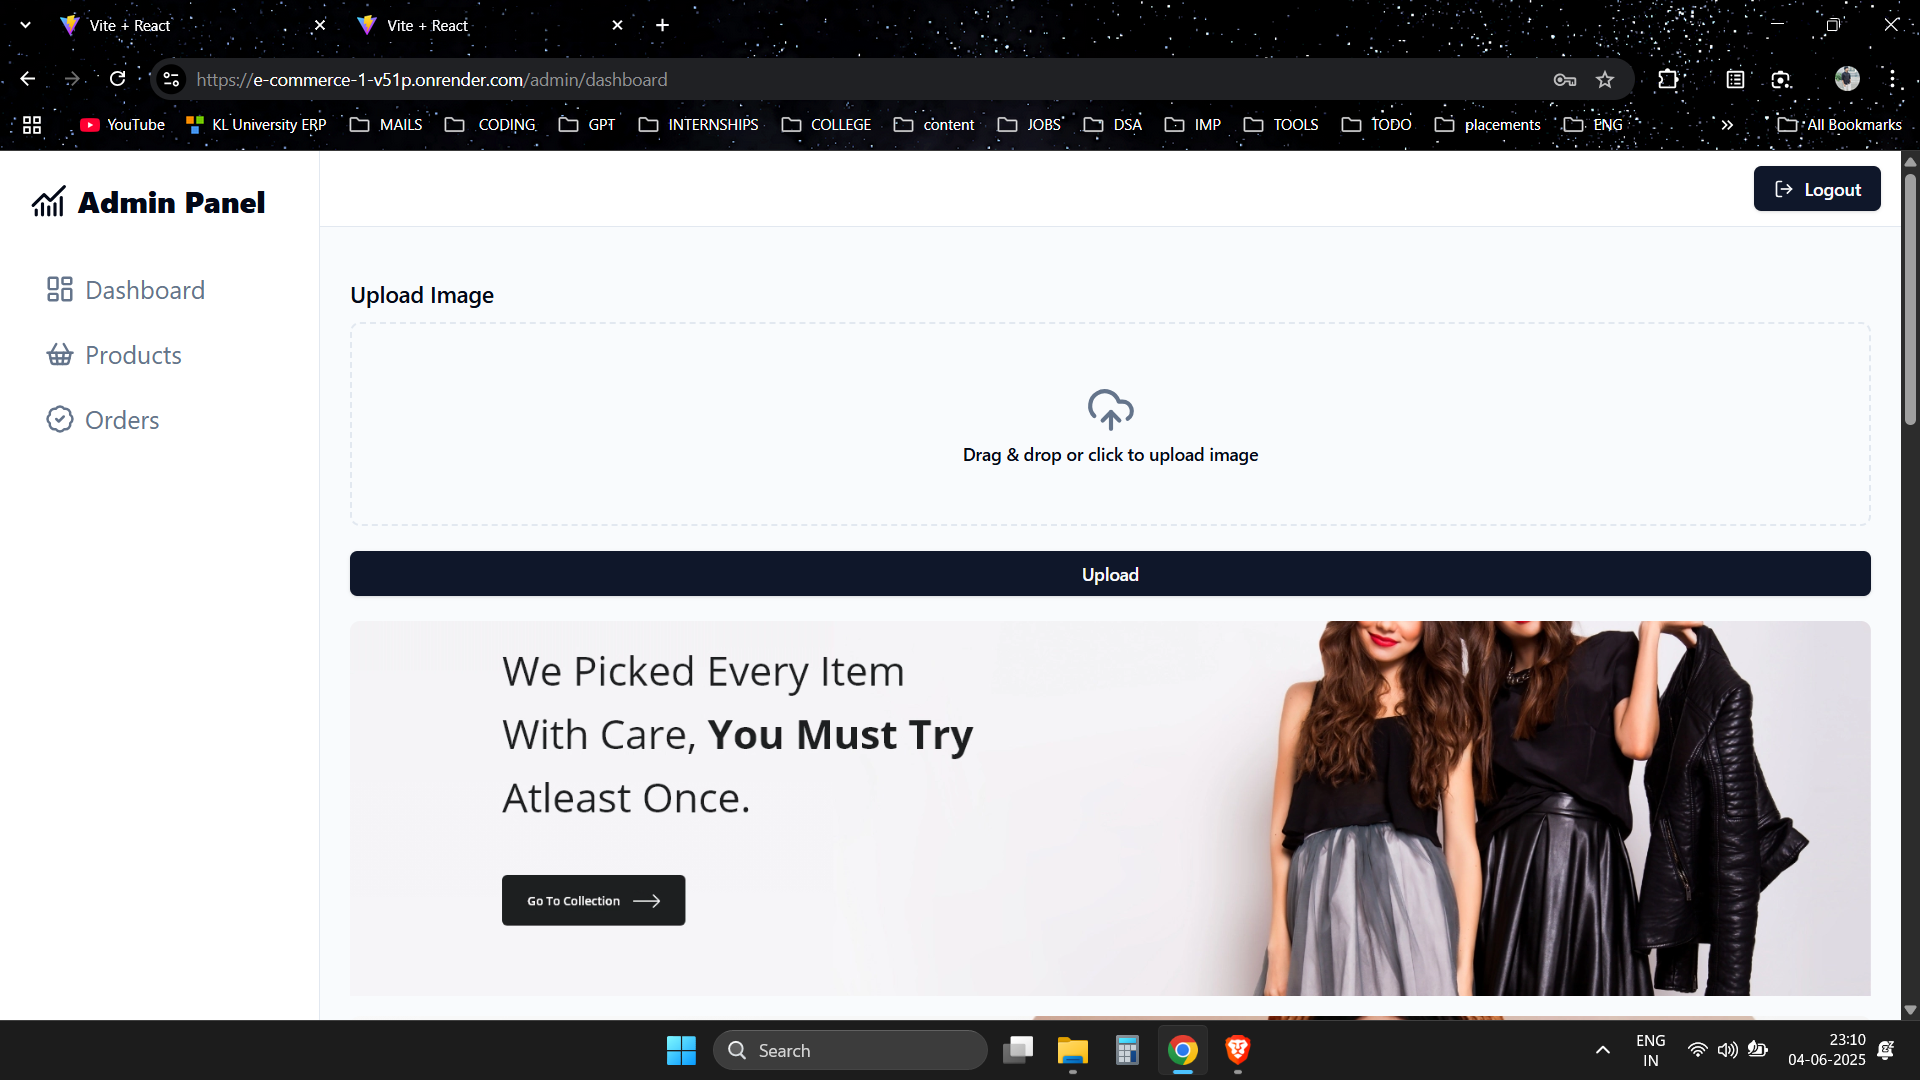 Vite + React
Vite + React
https://e-commerce-1-v51p.onrender.com/admin/dashboard
YouTube
KL University ERP
MAILS
CODING
GPT
INTERNSHIPS
COLLEGE
content
JOBS
DSA
IMP
TOOLS
TODO
placements
ENG
All Bookmarks
Admin Panel
Logout
Dashboard
Products
Orders
Upload Image
Drag & drop or click to upload image
Upload
We Picked Every Item
With Care, You Must Try
Atleast Once.
Go To Collection
Search
ENG
IN
23:10
04-06-2025